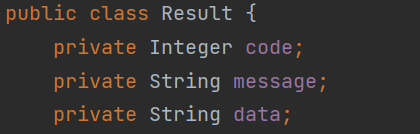 public class Result {
    private Integer code;
    private String message;
    private String data;